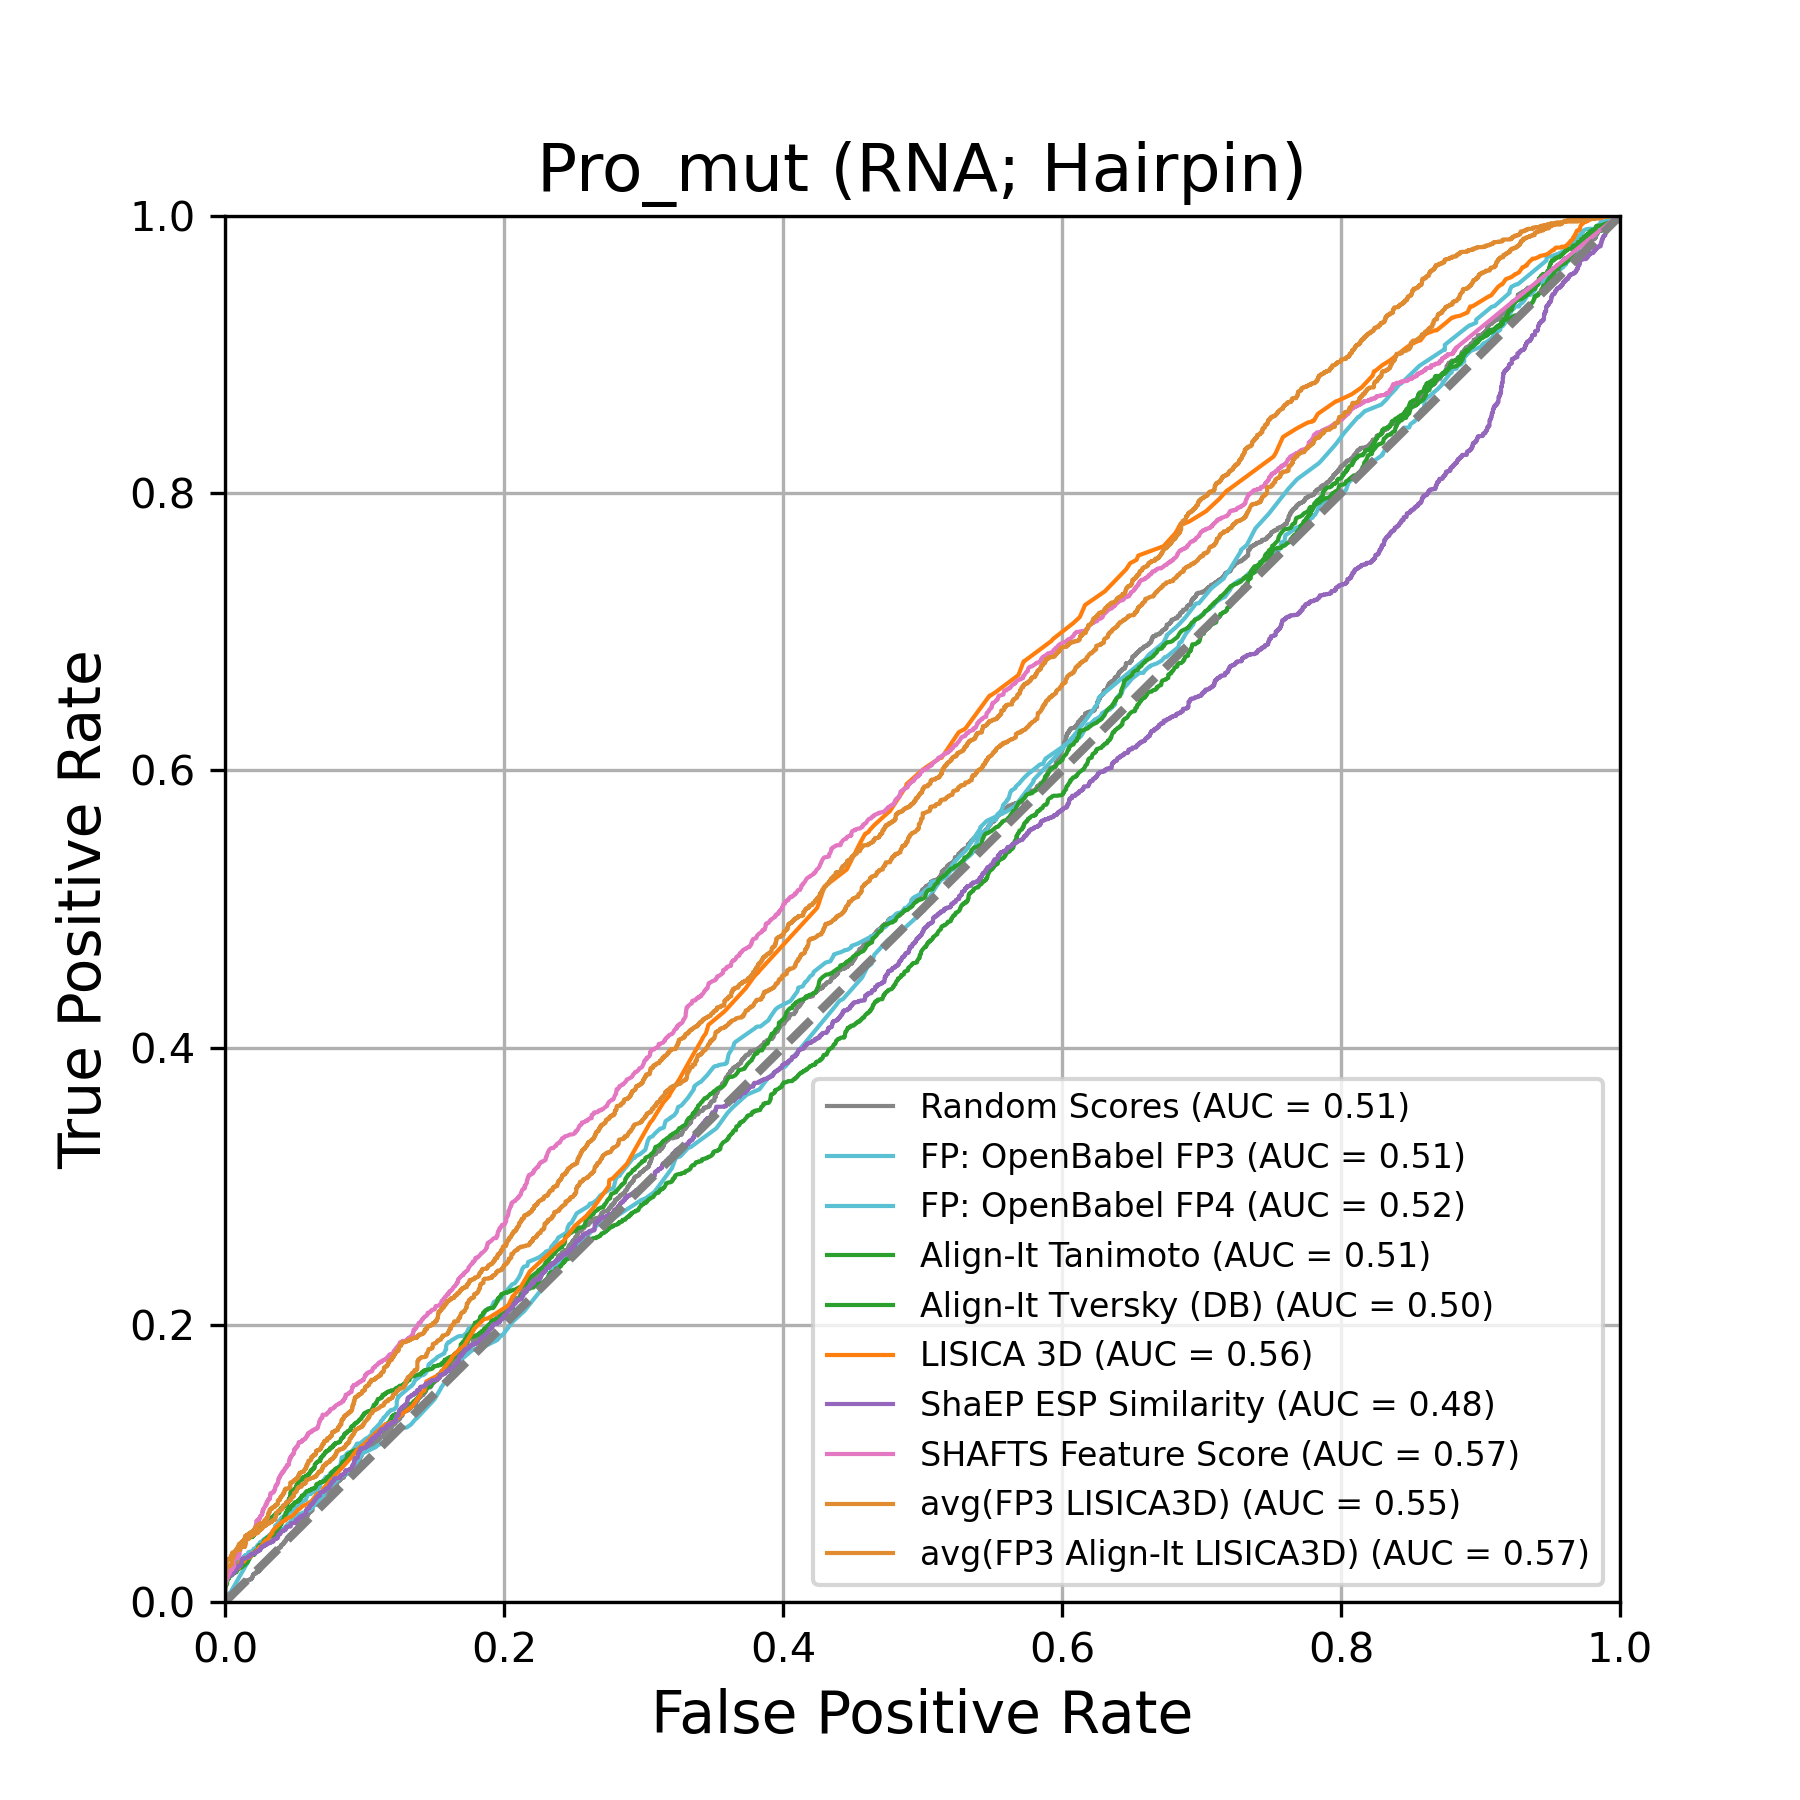 Pro_mut (RNA; Hairpin)
1.0
0.8
0.6
0.4
0.2
0.0
True Positive Rate
Random Scores (AUC = 0.51)
FP: OpenBabel FP3 (AUC = 0.51)
FP: OpenBabel FP4 (AUC = 0.52)
Align-It Tanimoto (AUC = 0.51)
Align-It Tversky (DB) (AUC = 0.50)
LISICA 3D (AUC = 0.56)
ShaEP ESP Similarity (AUC = 0.48)
SHAFTS Feature Score (AUC = 0.57)
avg(FP3 LISICA3D) (AUC = 0.55)
avg(FP3 Align-It LISICA3D) (AUC = 0.57)
0.0 0.2 0.4 0.6 0.8 1.0
False Positive Rate